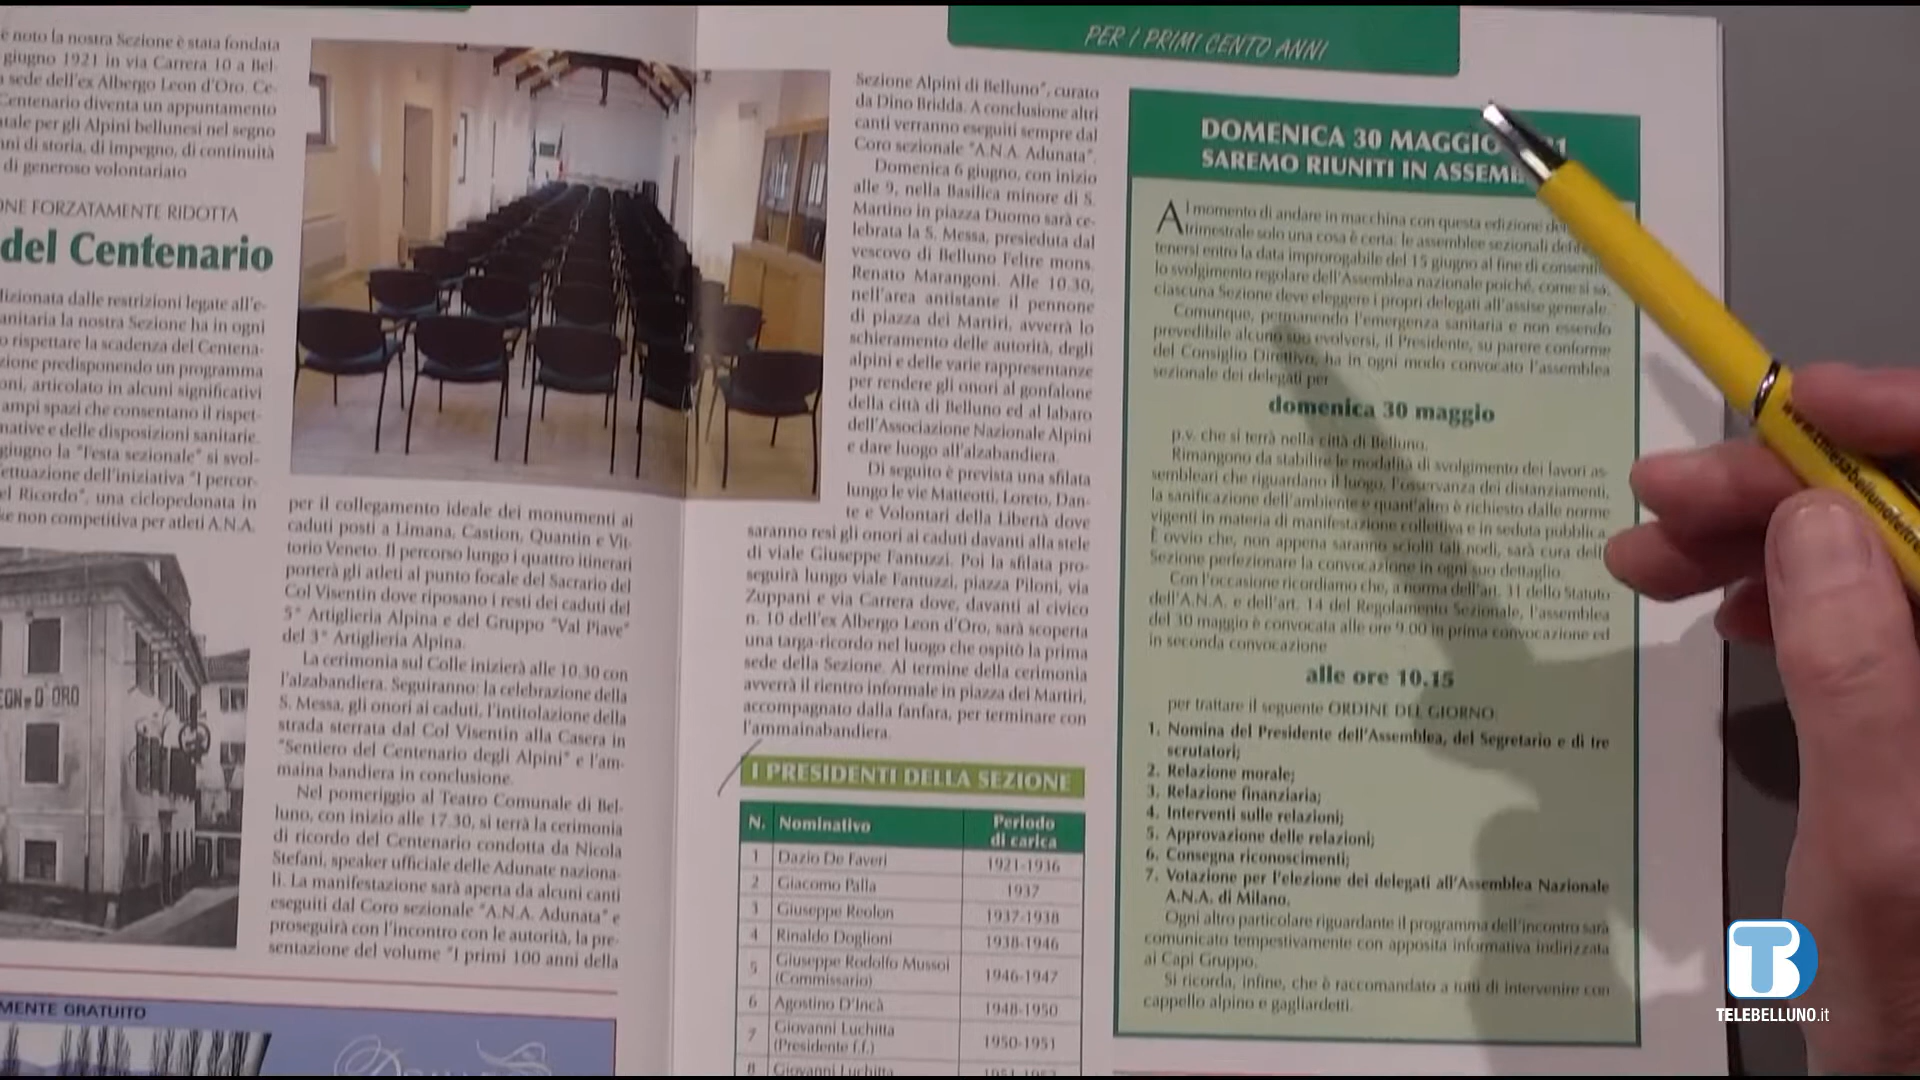 è noto la nostra Sezione è stata fondata
giugno 1921 in via Carrera 10 a Bel-
sede dell'ex Albergo Leon d'Oro. Ce-
Centenario diventa un appuntamento
tale per gli Alpini bellunesi nel segno
nni di storia, di impegno, di continuità
di generoso volontariato
ONE FORZATAMENTE RIDOTTA
del Centenario
dizionata dalle restrizioni legate all'e-
anitaria la nostra Sezione ha in ogni
o rispettare la scadenza del Centena-
zione predisponendo un programma
oni, articolato in alcuni significativi
ampi spazi che consentano il rispet-
mative e delle disposizioni sanitarie.
giugno la "Festa sezionale" si svol-
fettuazione dell'iniziativa "I percor-
el Ricordo", una ciclopedonata in
ke non competitiva per atleti A.N.A.
EON D'ORO
MENTE GRATUITO
per il collegamento ideale dei monumenti ai
caduti posti a Limana, Castion, Quantin e Vit-
torio Veneto. Il percorso lungo i quattro itinerari
porterà gli atleti al punto focale del Sacrario del
Col Visentin dove riposano i resti dei caduti del
5° Artiglieria Alpina e del Gruppo "Val Piave"
del 3° Artiglieria Alpina.
La cerimonia sul Colle inizierà alle 10.30 con
l'alzabandiera. Seguiranno: la celebrazione della
S. Messa, gli onori ai caduti, l'intitolazione della
strada sterrata dal Col Visentin alla Casera in
"Sentiero del Centenario degli Alpini" e l'am-
maina bandiera in conclusione.
Nel pomeriggio al Teatro Comunale di Bel-
luno, con inizio alle 17.30, si terrà la cerimonia
di ricordo del Centenario condotta da Nicola
Stefani, speaker ufficiale delle Adunate naziona-
li. La manifestazione sarà aperta da alcuni canti
eseguiti dal Coro sezionale "A.N.A. Adunata" e
proseguirà con l'incontro con le autorità, la pre-
sentazione del volume "I primi 100 anni della
PER I PRIMI CENTO ANNI
Sezione Alpini di Belluno", curato
da Dino Bridda. A conclusione altri
canti verranno eseguiti sempre dal
Coro sezionale "A.N.A. Adunata".
Domenica 6 giugno, con inizio
alle 9, nella Basilica minore di S.
Martino in piazza Duomo sarà ce-
lebrata la S. Messa, presieduta dal
vescovo di Belluno Feltre mons.
Renato Marangoni. Alle 10.30,
nell'area antistante il pennone
di piazza dei Martiri, avverrà lo
schieramento delle autorità, degli
alpini e delle varie rappresentanze
per rendere gli onori al gonfalone
della città di Belluno ed al labaro
dell'Associazione Nazionale Alpini
e dare luogo all'alzabandiera.
Di seguito è prevista una sfilata
lungo le vie Matteotti, Loreto, Dan-
te e Volontari della Libertà dove
saranno resi gli onori ai caduti davanti alla stele
di viale Giuseppe Fantuzzi. Poi la sfilata pro-
seguirà lungo viale Fantuzzi, piazza Piloni, via
Zuppani e via Carrera dove, davanti al civico
n. 10 dell'ex Albergo Leon d'Oro, sarà scoperta
una targa-ricordo nel luogo che ospitò la prima
sede della Sezione. Al termine della cerimonia
avverrà il rientro informale in piazza dei Martiri,
accompagnato dalla fanfara, per terminare con
l'ammainabandiera.
I PRESIDENTI DELLA SEZIONE
N. Nominativo Periodo di carica
1 Dazio De Faveri 1921-1936
2 Giacomo Palla 1937
3 Giuseppe Reolon 1937-1938
4 Rinaldo Doglioni 1938-1946
5 Giuseppe Rodolfo Mussoi (Commissario) 1946-1947
6 Agostino D'Incà 1948-1950
7 Giovanni Luchitta (Presidente f.f.) 1950-1951
8 Giovanni Luchitta
DOMENICA 30 MAGGIO
SAREMO RIUNITI IN ASSEMB
Al momento di andare in macchina con questa edizione
trimestrale solo una cosa è certa: le assemblee sezionali
tenersi entro la data improrogabile del 15 giugno al fine di
lo svolgimento regolare dell'Assemblea nazionale poiché, come si sa,
ciascuna Sezione deve eleggere i propri delegati all'assise generale.
Comunque, permanendo l'emergenza sanitaria e non essendo
prevedibile alcun suo evolversi, il Presidente, su parere conforme
del Consiglio Direttivo, ha in ogni modo convocato l'assemblea
sezionale dei delegati per
domenica 30 maggio
p.v. che si terrà nella città di Belluno.
Rimangono da stabilire le modalità di svolgimento dei lavori as-
sembleari che riguardano il luogo, l'osservanza dei distanziamenti,
la sanificazione dell'ambiente e quant'altro è richiesto dalle norme
vigenti in materia di manifestazione collettiva e in seduta pubblica.
È ovvio che, non appena saranno sciolti tali nodi, sarà cura della
Sezione perfezionare la convocazione in ogni suo dettaglio.
Con l'occasione ricordiamo che, a norma dell'art. 31 dello Statuto
dell'A.N.A. e dell'art. 14 del Regolamento Sezionale, l'assemblea
del 30 maggio è convocata alle ore 9.00 in prima convocazione ed
in seconda convocazione
alle ore 10.15
per trattare il seguente ORDINE DEL GIORNO:
1. Nomina del Presidente dell'Assemblea, del Segretario e di tre
scrutatori;
2. Relazione morale;
3. Relazione finanziaria;
4. Interventi sulle relazioni;
5. Approvazione delle relazioni;
6. Consegna riconoscimenti;
7. Votazione per l'elezione dei delegati all'Assemblea Nazionale
A.N.A. di Milano.
Ogni altro particolare riguardante il programma dell'incontro sarà
comunicato tempestivamente con apposita informativa indirizzata
ai Capi Gruppo.
Si ricorda, infine, che è raccomandato a tutti di intervenire con
cappello alpino e gagliardetti.
TELEBELLUNO.it